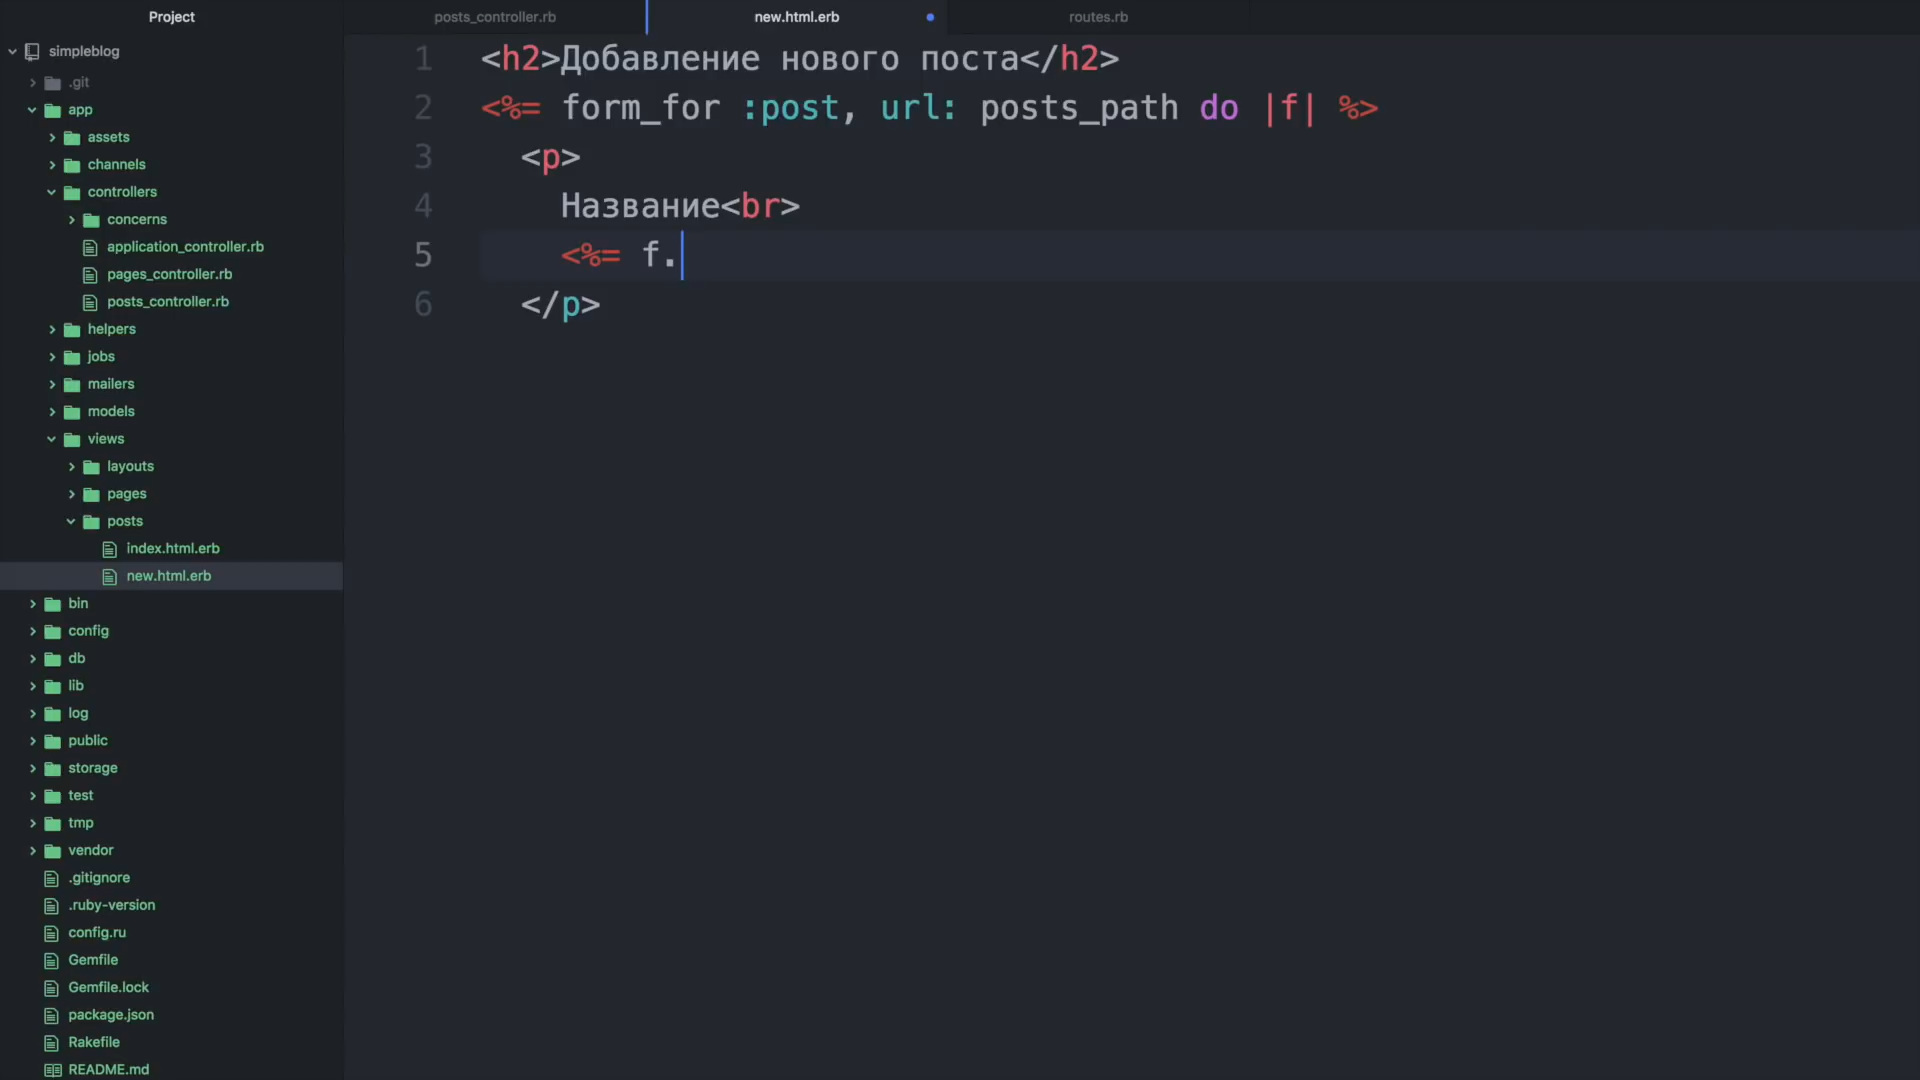 Project
simpleblog
.git
app
assets
channels
controllers
concerns
application_controller.rb
pages_controller.rb
posts_controller.rb
helpers
jobs
mailers
models
views
layouts
pages
posts
index.html.erb
new.html.erb
bin
config
db
lib
log
public
storage
test
tmp
vendor
.gitignore
.ruby-version
config.ru
Gemfile
Gemfile.lock
package.json
Rakefile
README.md
posts_controller.rb
new.html.erb
routes.rb
1 <h2>Добавление нового поста</h2>
2 <%= form_for :post, url: posts_path do |f| %>
3 <p>
4 Название<br>
5 <%= f.
6 </p>